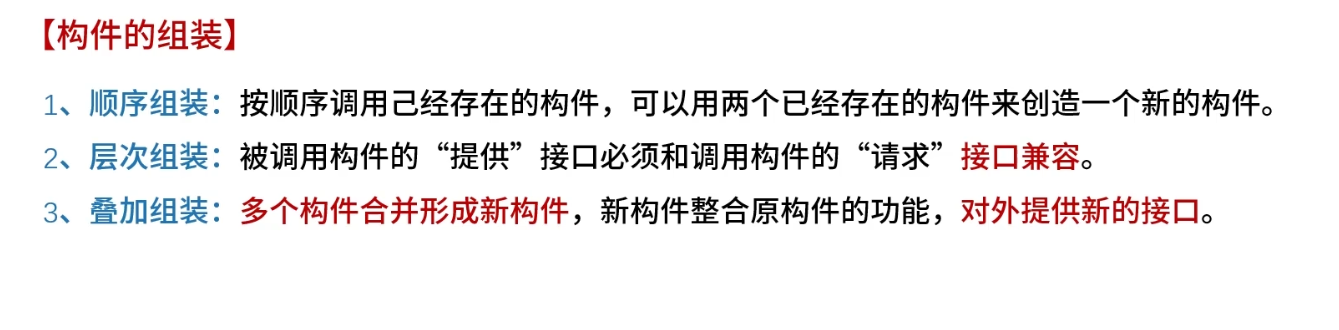 【构件的组装】
1、顺序组装：按顺序调用己经存在的构件，可以用两个已经存在的构件来创造一个新的构件。
2、层次组装：被调用构件的“提供”接口必须和调用构件的“请求”接口兼容。
3、叠加组装：多个构件合并形成新构件，新构件整合原构件的功能，对外提供新的接口。